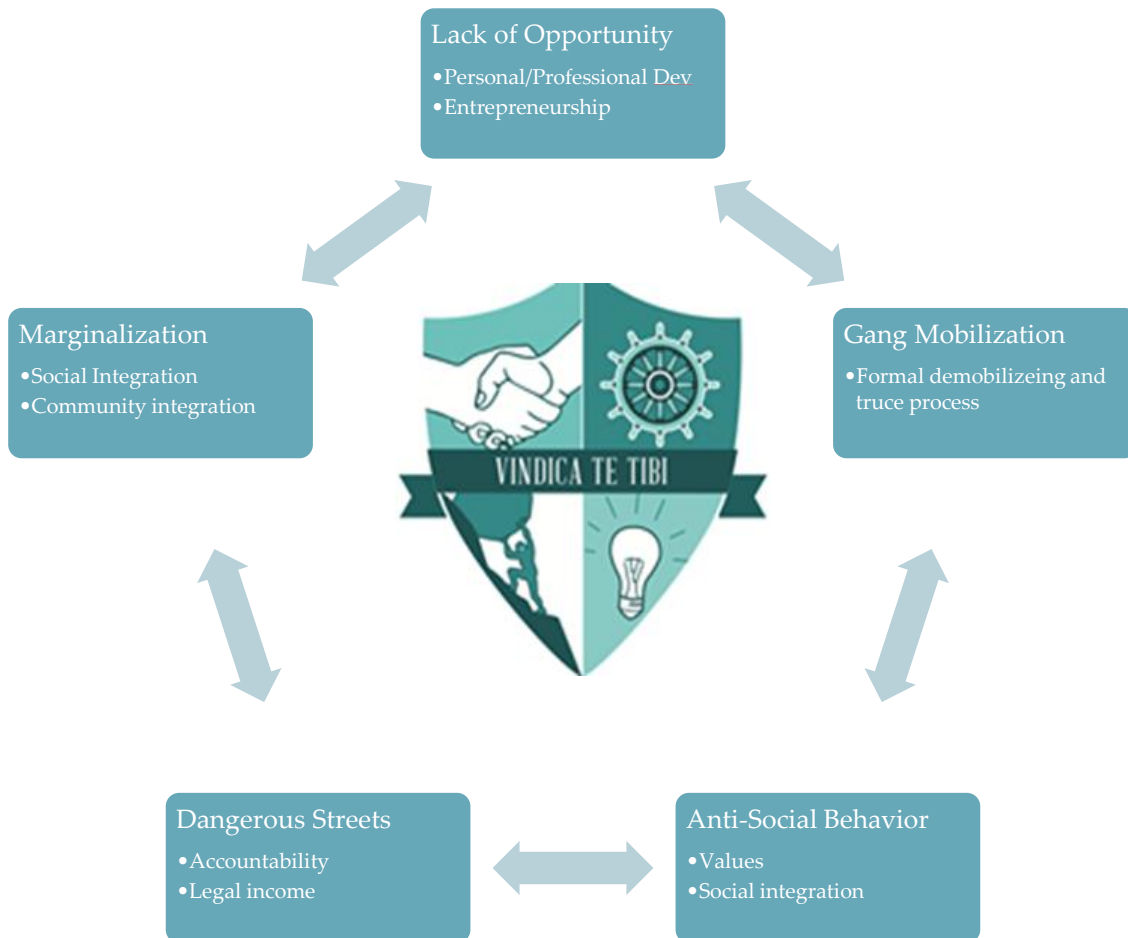 Lack of Opportunity
•Personal/Professional Dev
•Entrepreneurship
Marginalization
•Social Integration
•Community integration
Gang Mobilization
•Formal demobilizeing and
truce process
VINDICA TE TIBI
Dangerous Streets
•Accountability
•Legal income
Anti-Social Behavior
•Values
•Social integration